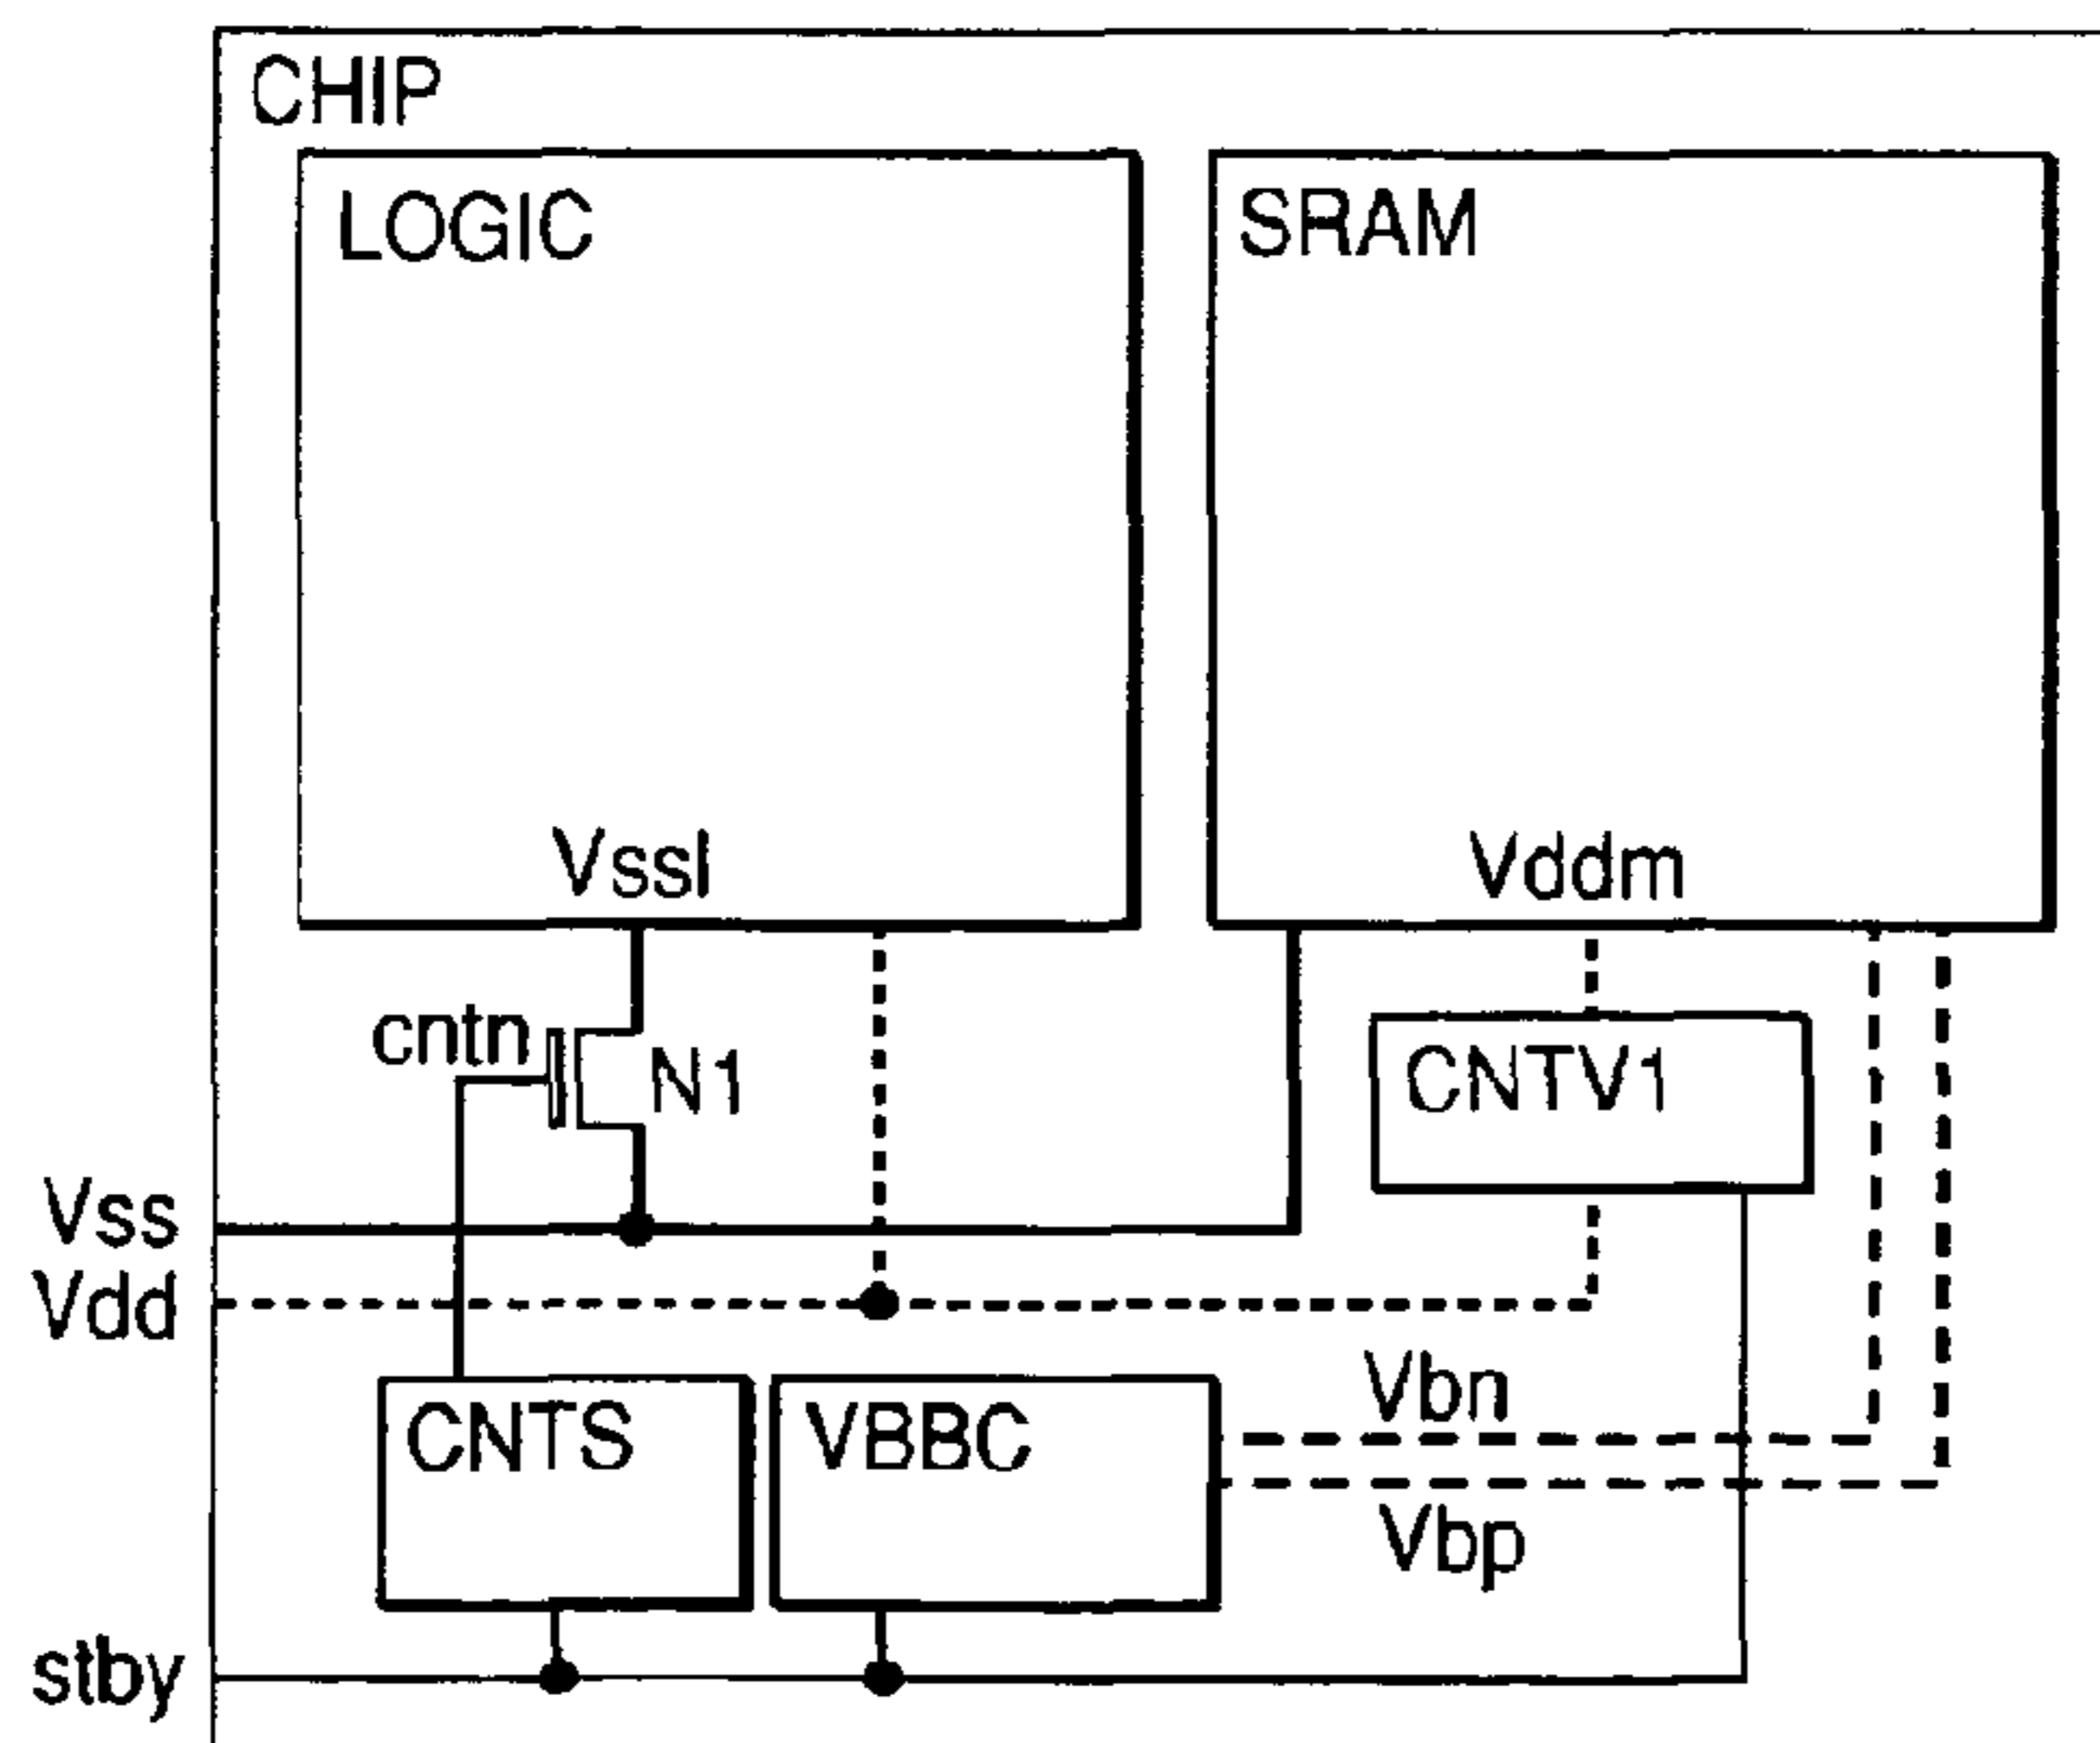 CHIP
LOGIC
SRAM
Vssl
Vddm
cntn
N1
CNTV1
Vss
Vdd
Vbn
CNTS
VBBC
Vbp
stby